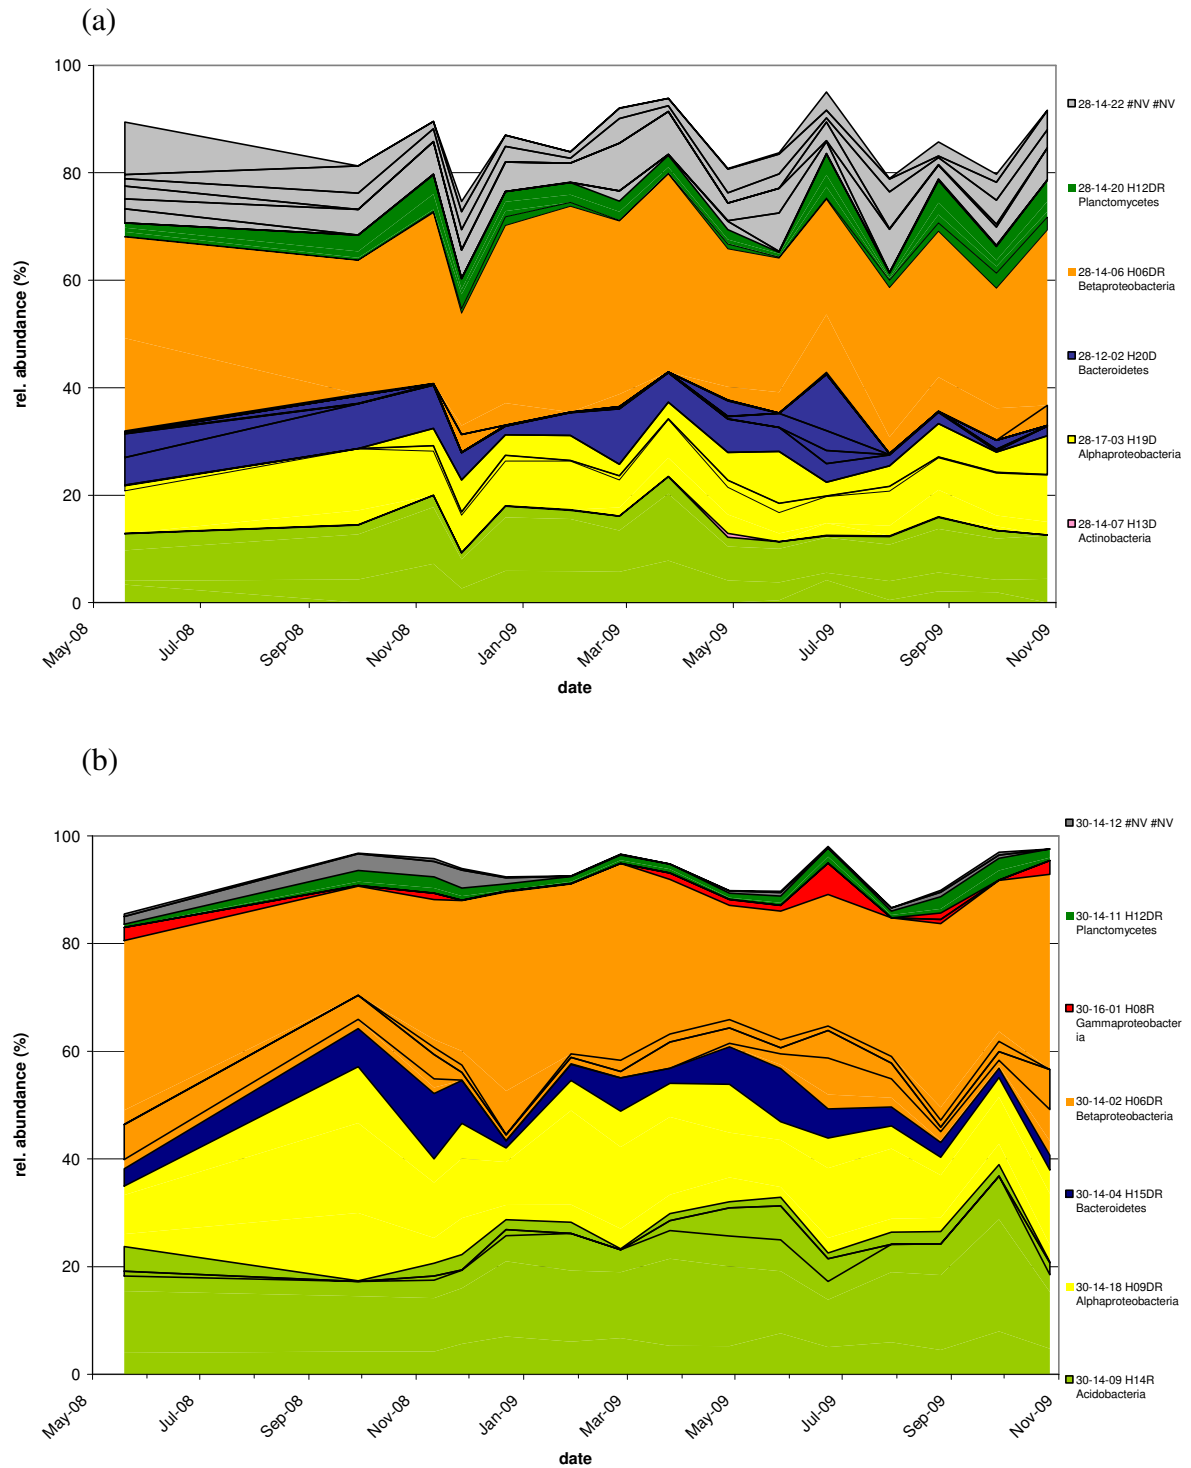 (a)
100
80
60
40
20
0
rel. abundance (%)
May-08
Jul-08
Sep-08
Nov-08
Jan-09
Mar-09
May-09
Jul-09
Sep-09
Nov-09
date
28-14-22 #NV #NV
28-14-20 H12DR
Planctomycetes
28-14-06 H06DR
Betaproteobacteria
28-12-02 H20D
Bacteroidetes
28-17-03 H19D
Alphaproteobacteria
28-14-07 H13D
Actinobacteria
(b)
100
80
60
40
20
0
rel. abundance (%)
May-08
Jul-08
Sep-08
Nov-08
Jan-09
Mar-09
May-09
Jul-09
Sep-09
Nov-09
date
30-14-12 #NV #NV
30-14-11 H12DR
Planctomycetes
30-16-01 H08R
Gammaproteobacter
ia
30-14-02 H06DR
Betaproteobacteria
30-14-04 H15DR
Bacteroidetes
30-14-18 H09DR
Alphaproteobacteria
30-14-09 H14R
Acidobacteria